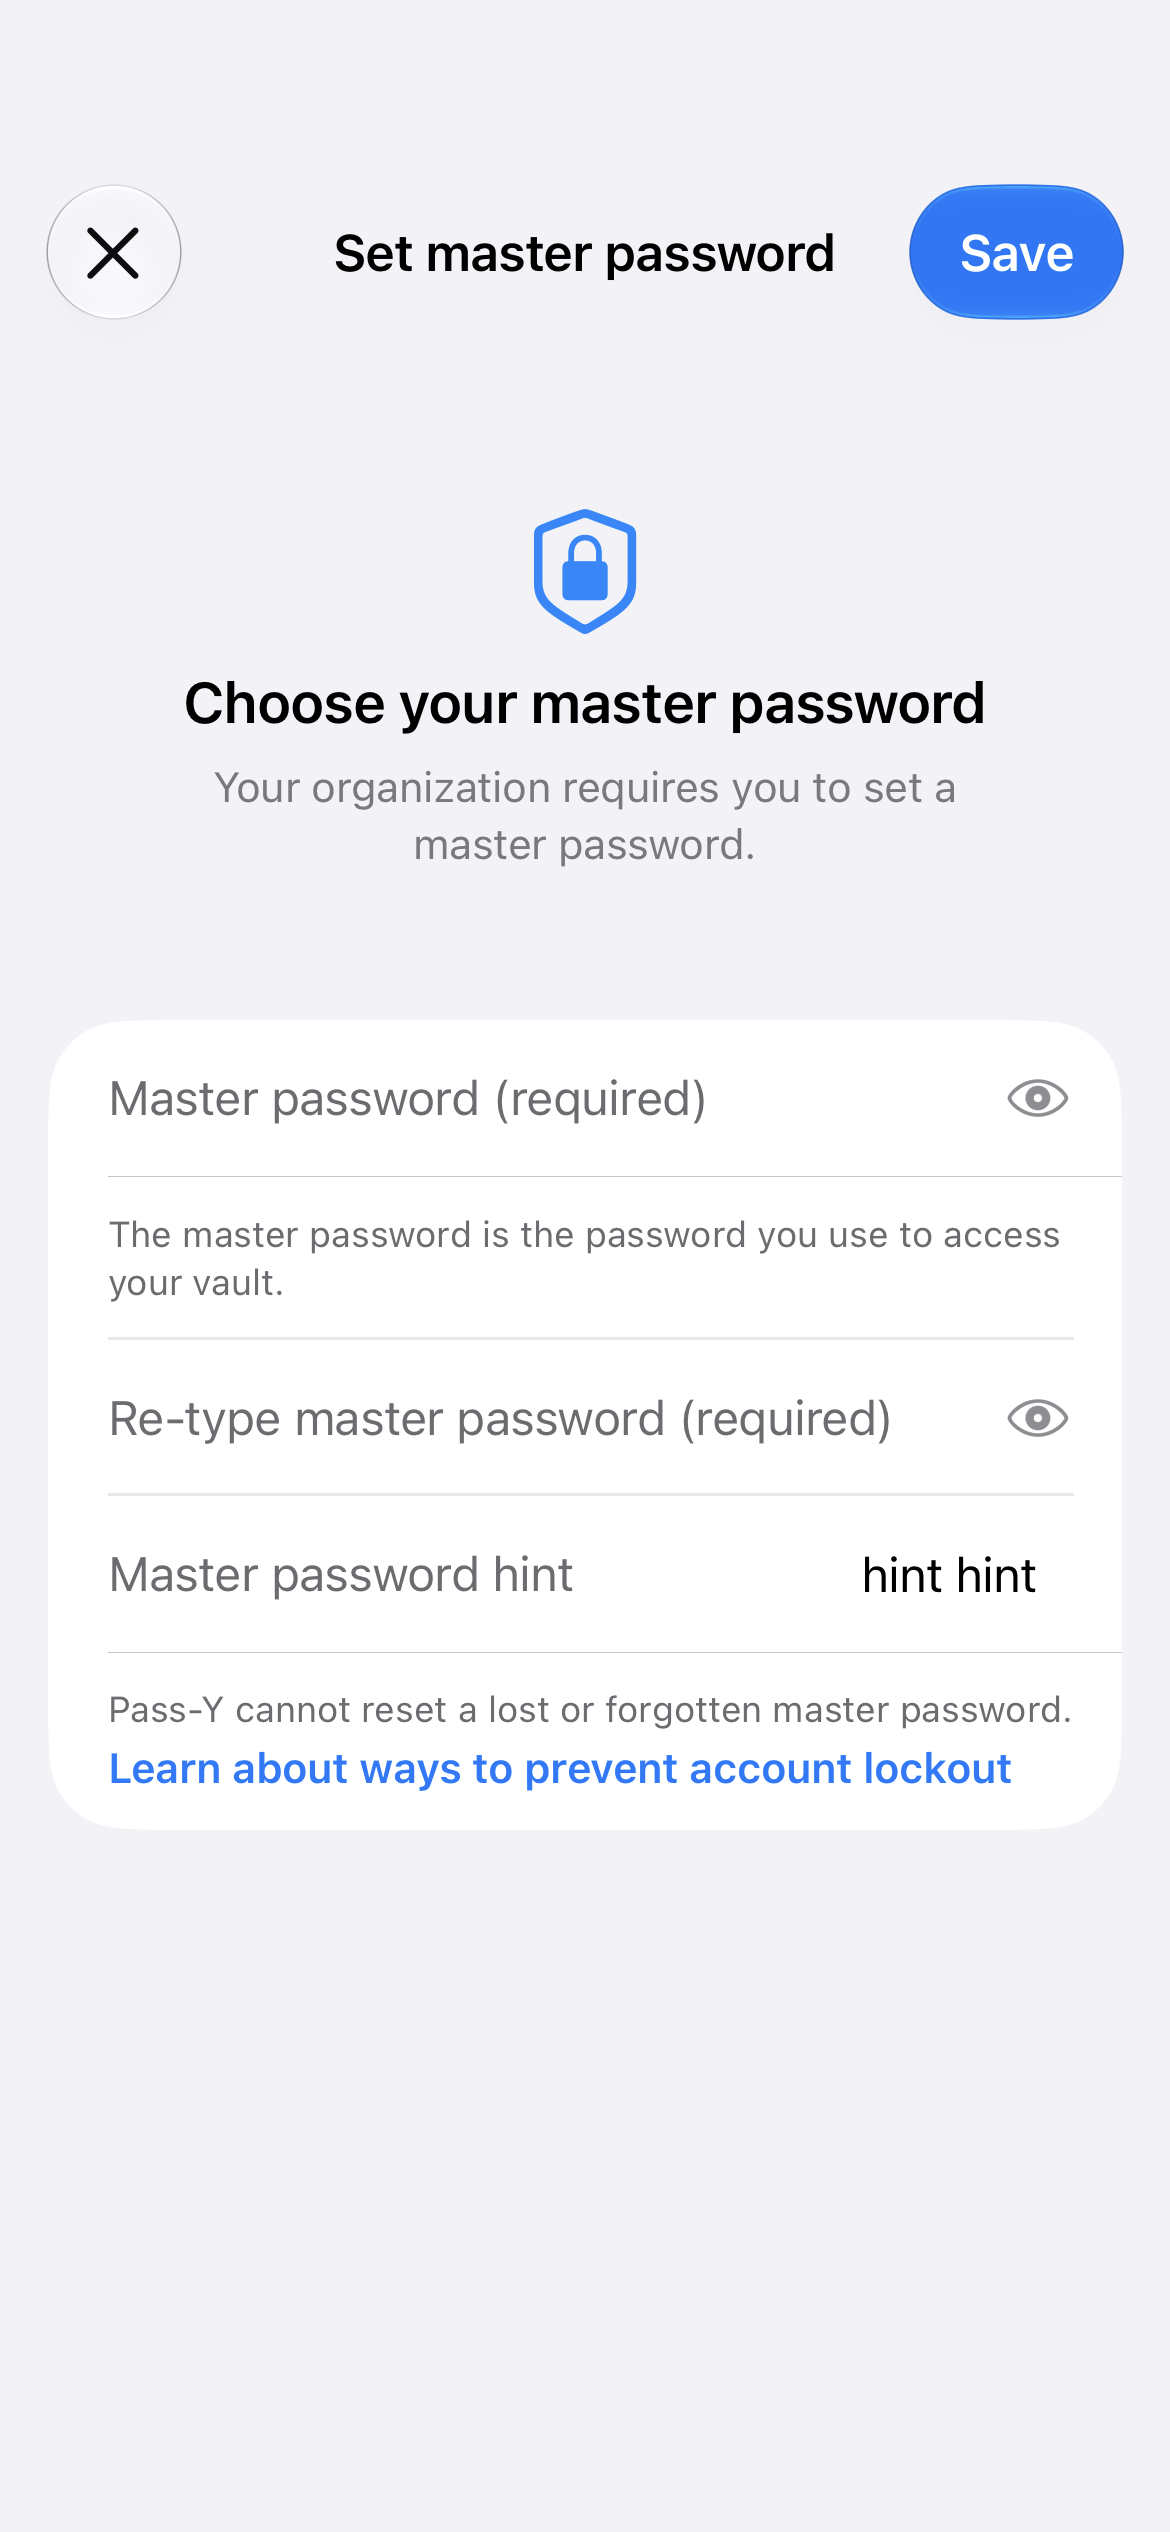 Set master password
Save
Choose your master password
Your organization requires you to set a
master password.
Master password (required)
The master password is the password you use to access
your vault.
Re-type master password (required)
Master password hint hint hint
Pass-Y cannot reset a lost or forgotten master password.
Learn about ways to prevent account lockout